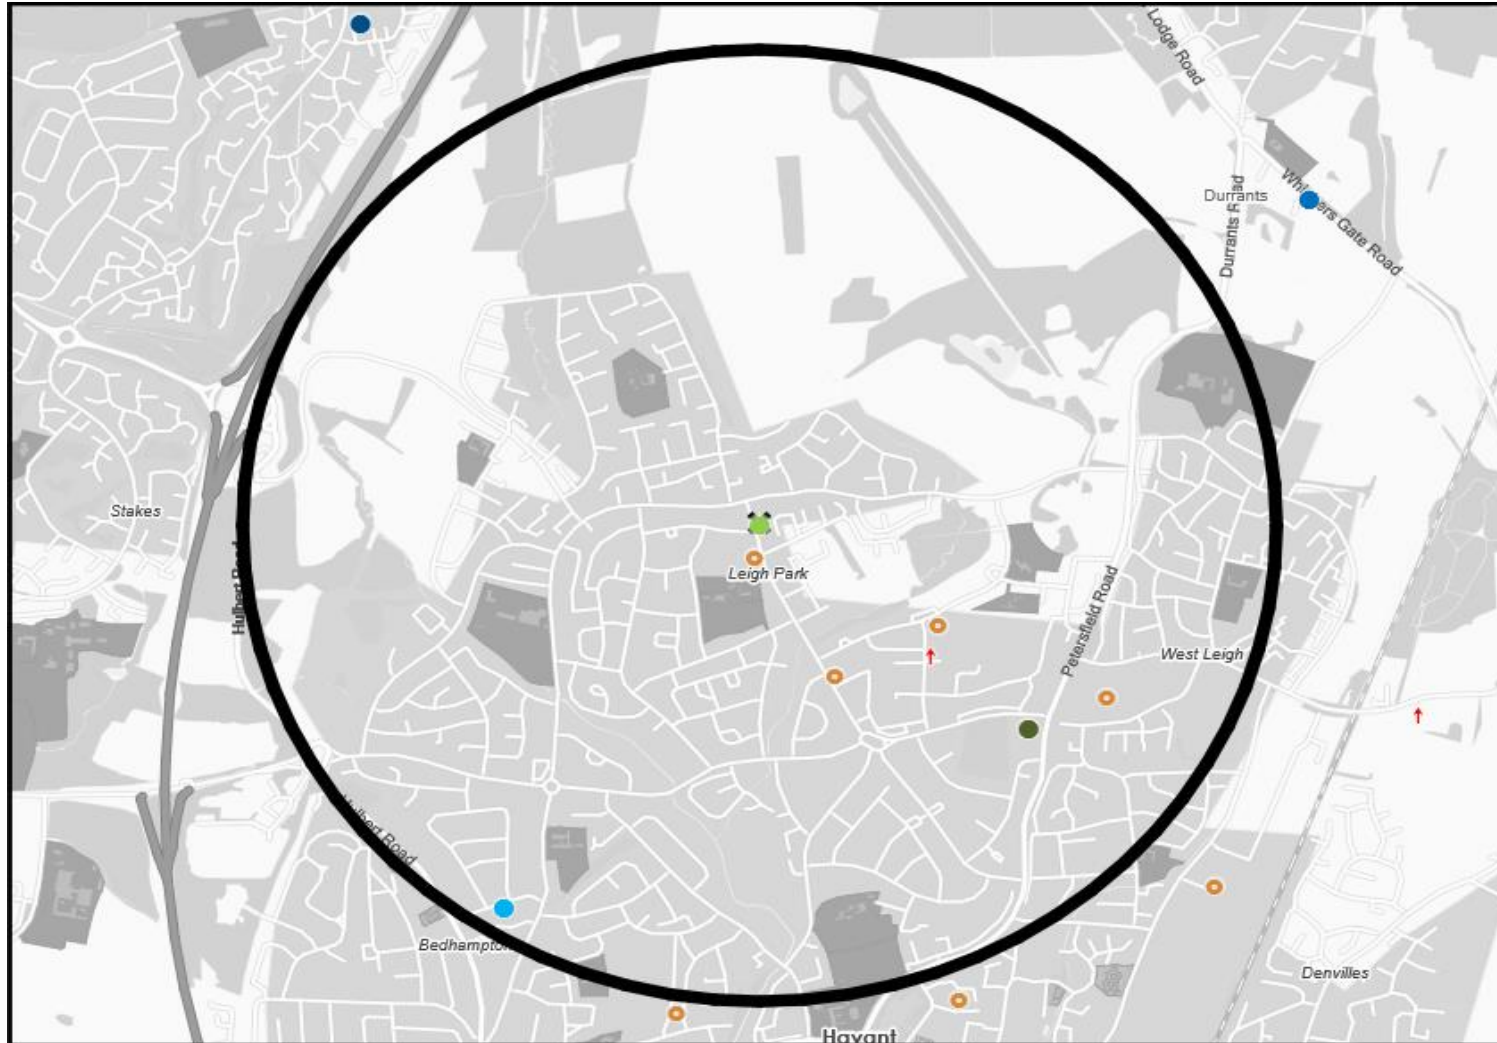 Lodge Road
Durrants
Durrants Road
Whichers Gate Road
Stakes
Leigh Park
Hulbert Road
Petersfield Road
West Leigh
Hulbert Road
Bedhampton
Denvilles
Havant